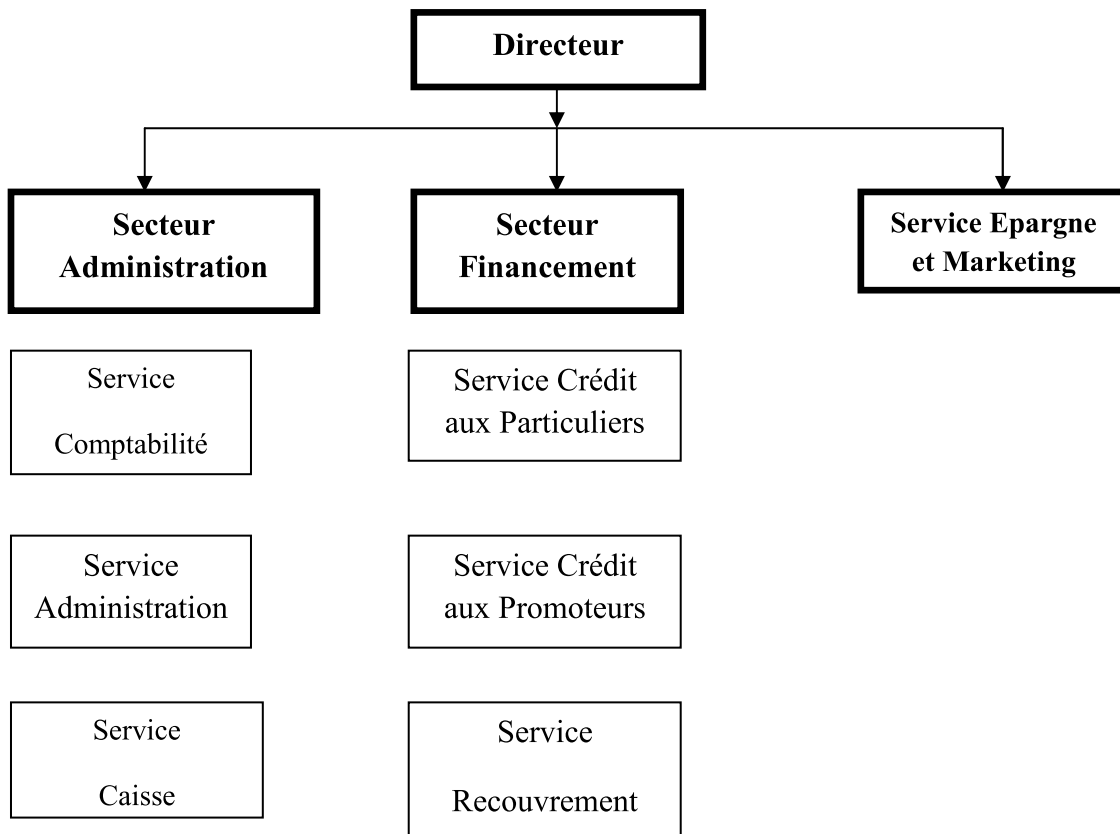 Directeur
Secteur
Administration
Secteur
Financement
Service Epargne
et Marketing
Service
Comptabilité
Service Crédit
aux Particuliers
Service
Administration
Service Crédit
aux Promoteurs
Service
Caisse
Service
Recouvrement